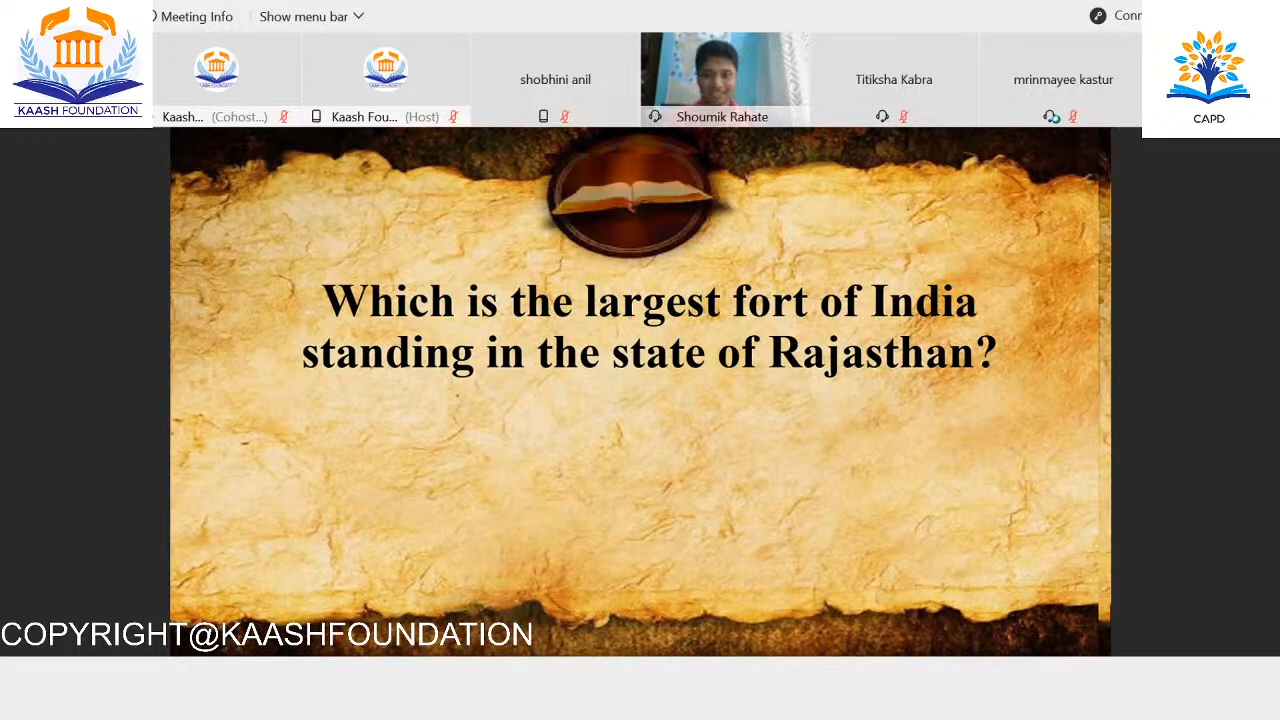 Meeting Info Show menu bar Conn
KAASH FOUNDATION
shobhini anil Titiksha Kabra mrinmayee kastur
Kaash... (Cohost...) Kaash Fou... (Host) Shoumik Rahate
CAPD
Which is the largest fort of India
standing in the state of Rajasthan?
COPYRIGHT@KAASHFOUNDATION